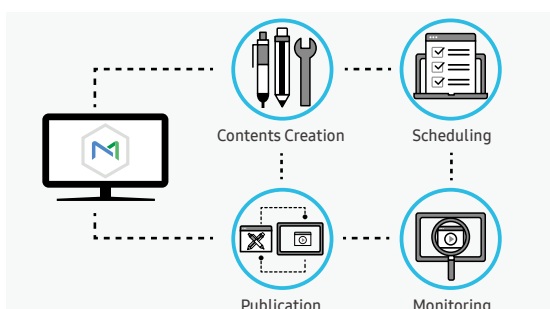 Contents Creation
Scheduling
Publication
Monitoring